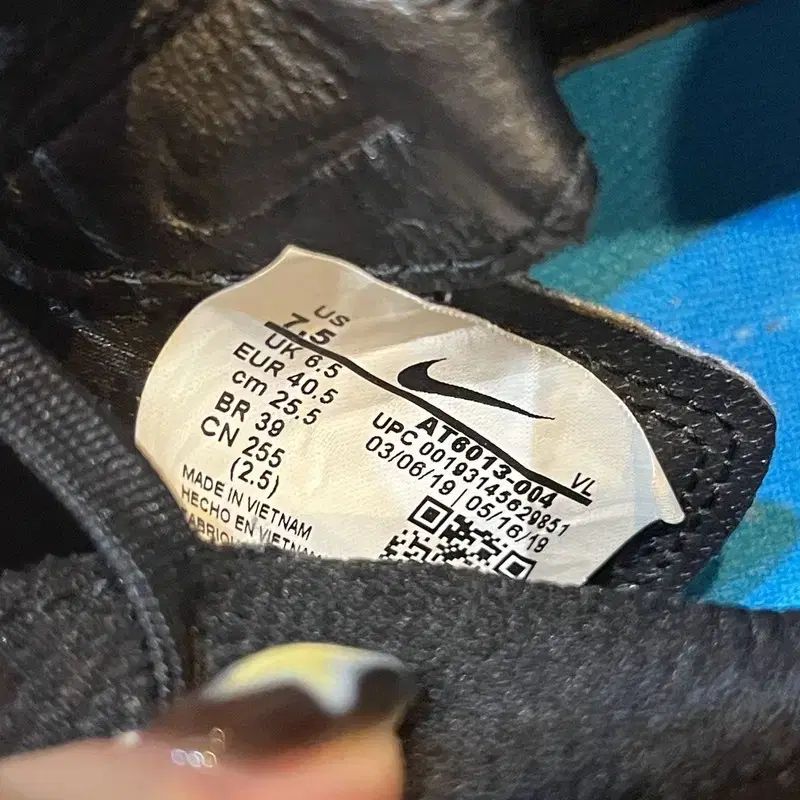 US
7.5
UK 6.5
EUR 40.5
cm 25.5
BR 39
CN 255
(2.5)
MADE IN VIETNAM
HECHO EN VIETNAM
AT6013-004
VL
UPC 00193145629851
03/06/19 | 05/16/19